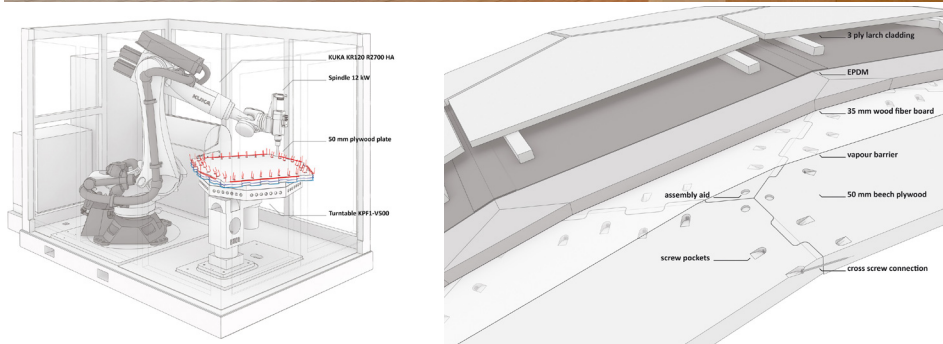 KUKA KR120 R2700 HA
Spindle 12 kW
KUKA
50 mm plywood plate
Turntable KPF1-V500
3 ply larch cladding
EPDM
35 mm wood fiber board
vapour barrier
assembly aid
50 mm beech plywood
screw pockets
cross screw connection